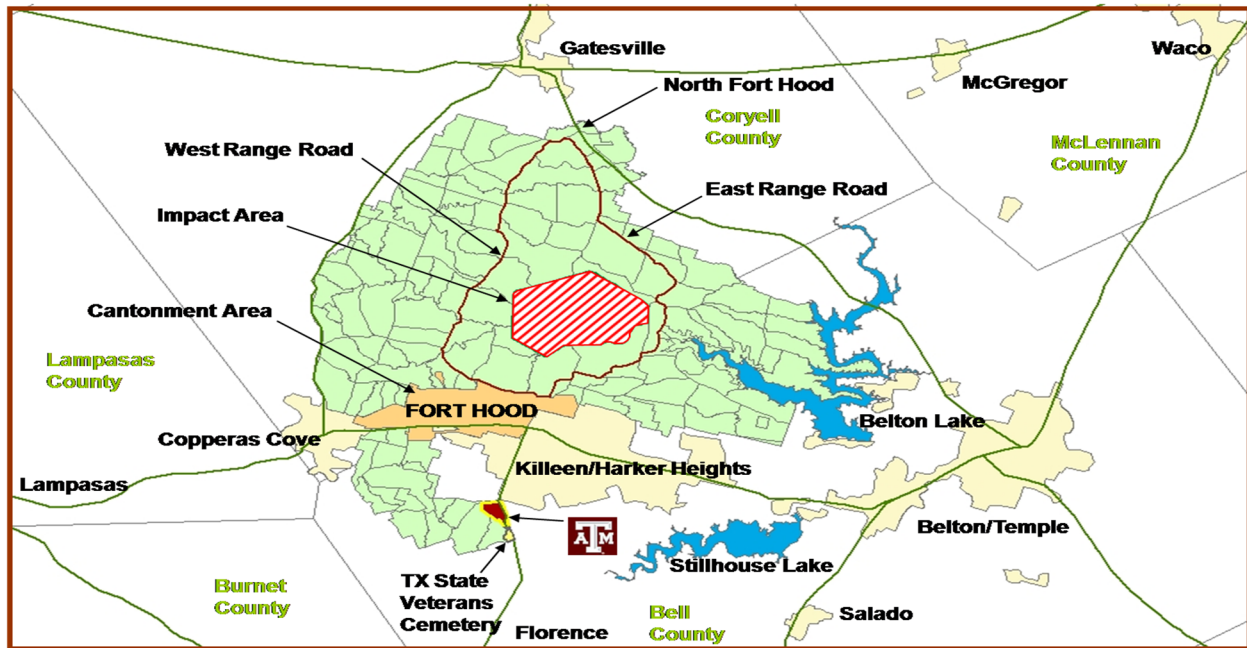 Gatesville
Waco
McGregor
North Fort Hood
Coryell
County
McLennan
County
West Range Road
East Range Road
Impact Area
Cantonment Area
Lampasas
County
FORT HOOD
Belton Lake
Copperas Cove
Killeen/Harker Heights
Lampasas
Belton/Temple
ATM
Stillhouse Lake
TX State
Veterans
Cemetery
Burnet
County
Bell
County
Salado
Florence